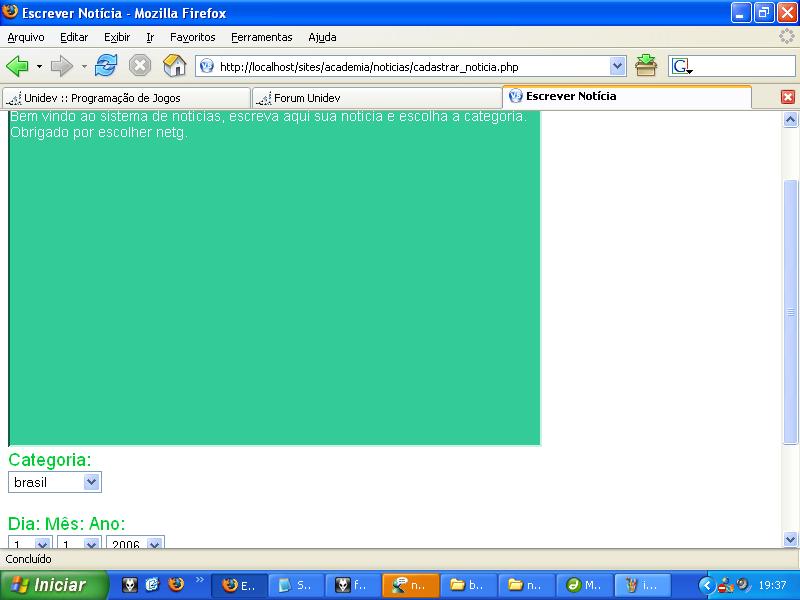 Escrever Notícia - Mozilla Firefox
Arquivo Editar Exibir Ir Favoritos Ferramentas Ajuda
http://localhost/sites/academia/noticias/cadastrar_noticia.php
G
Unidev :: Programação de Jogos
Forum Unidev
Escrever Notícia
Bem vindo ao sistema de notícias, escreva aqui sua notícia e escolha a categoria.
Obrigado por escolher netg.
Categoria:
brasil
Dia: Mês: Ano:
1 1 2006
Concluído
Iniciar E... S... f... n... b... n... M... i... 19:37